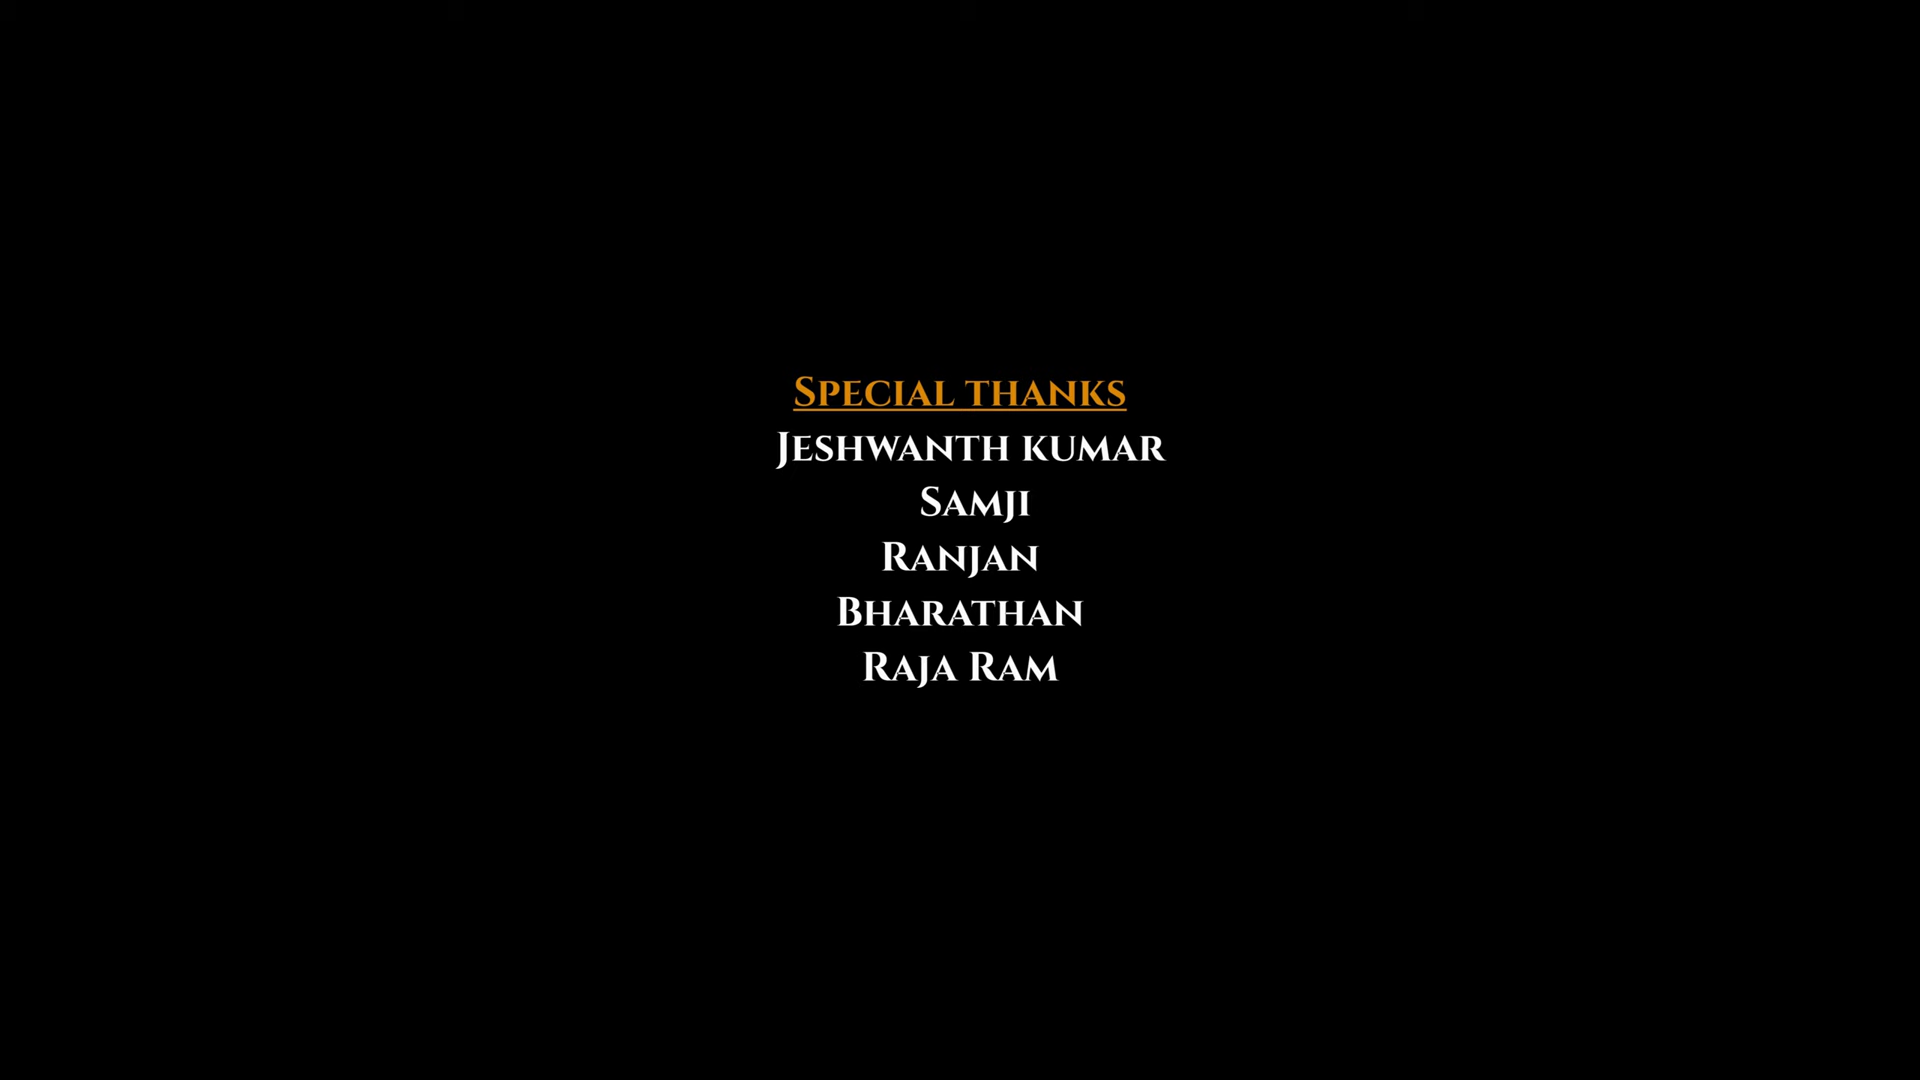 Special thanks
Jeshwanth kumar
Samji
Ranjan
Bharathan
Raja Ram